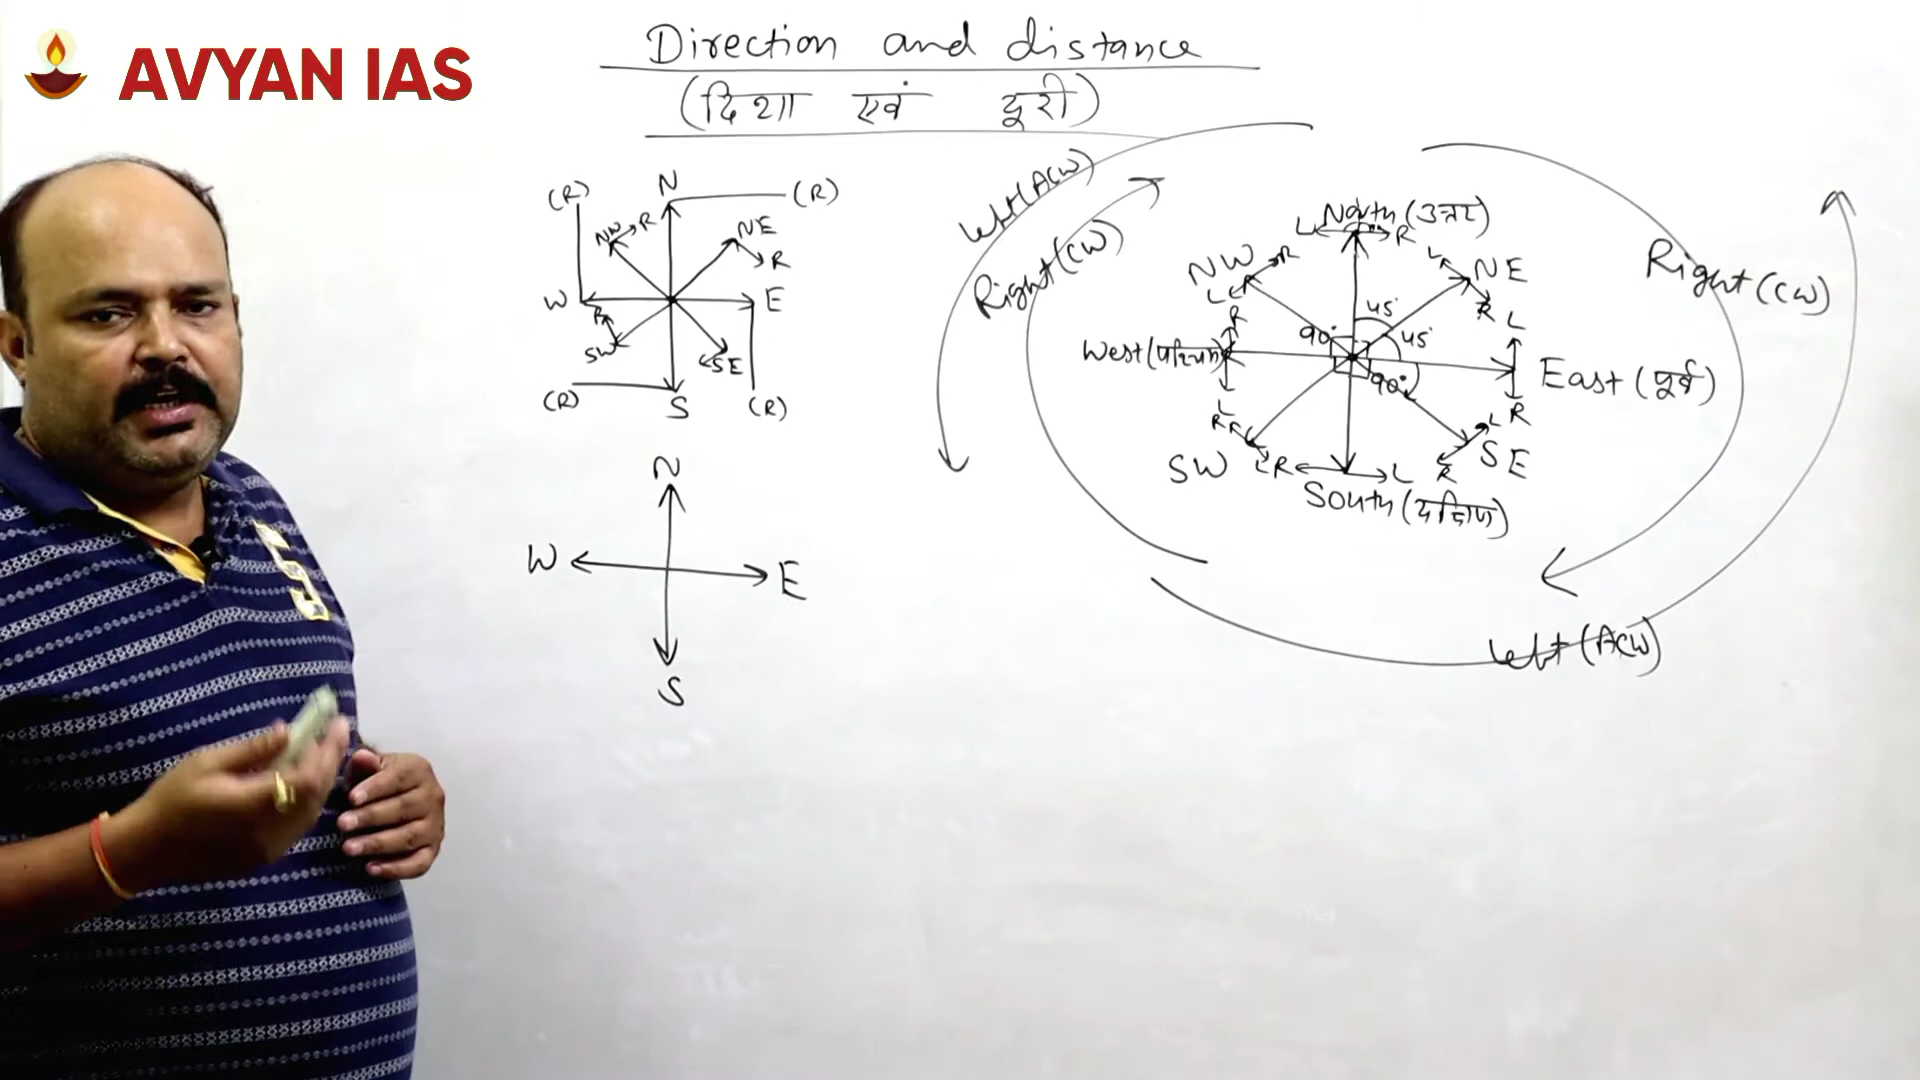 AVYAN IAS
Direction and distance
(दिशा एवं दूरी)
(R) N (R)
NW R NE
R
W E
R
SW SE
(R) S (R)
N
W E
S
Left (ACW)
Right (CW)
Right (CW)
Left (ACW)
L North (उत्तर) R
NW R L NE
L R
R 45° L
90° 45°
West (पश्चिम) East (पूर्व)
90°
L R
R L
SW L R L R SE
South (दक्षिण)